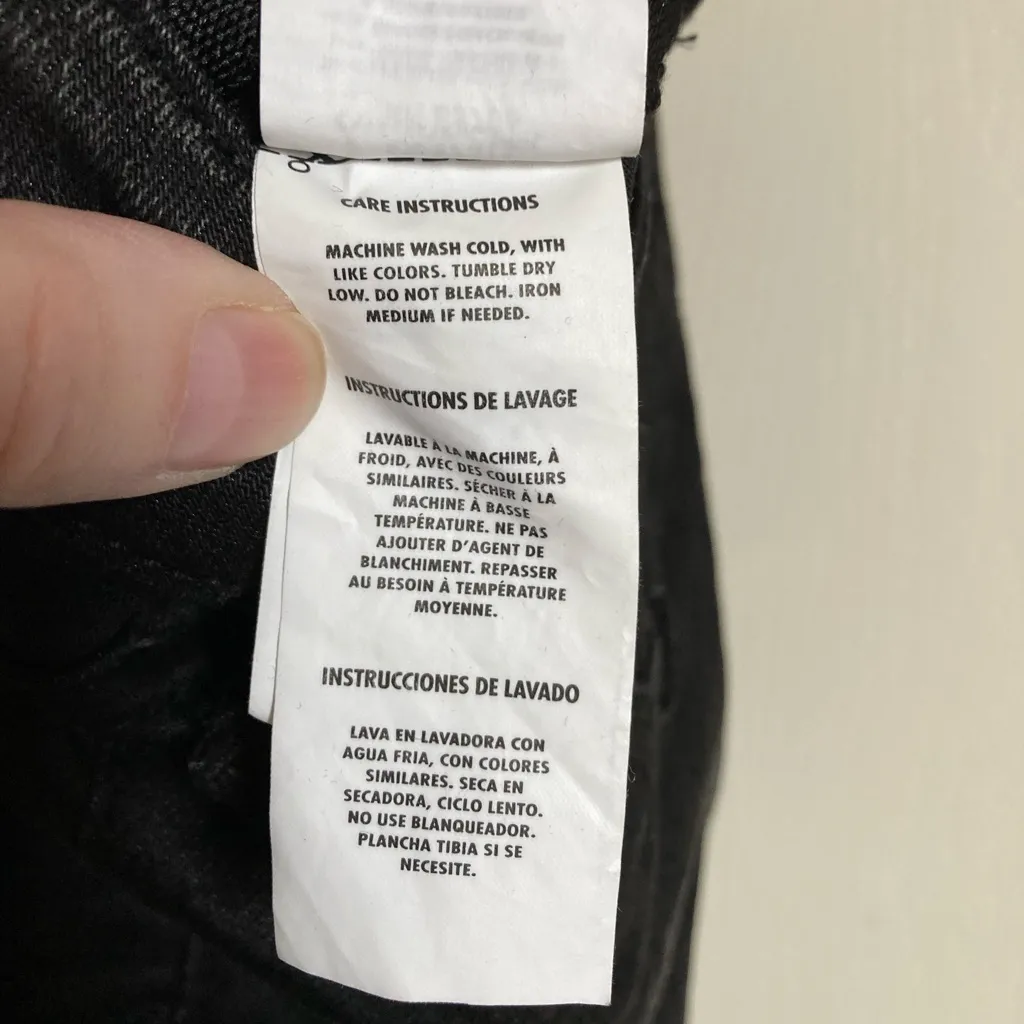 CARE INSTRUCTIONS
MACHINE WASH COLD, WITH
LIKE COLORS. TUMBLE DRY
LOW. DO NOT BLEACH. IRON
MEDIUM IF NEEDED.
INSTRUCTIONS DE LAVAGE
LAVABLE À LA MACHINE, À
FROID, AVEC DES COULEURS
SIMILAIRES. SÉCHER À LA
MACHINE À BASSE
TEMPÉRATURE. NE PAS
AJOUTER D'AGENT DE
BLANCHIMENT. REPASSER
AU BESOIN À TEMPÉRATURE
MOYENNE.
INSTRUCCIONES DE LAVADO
LAVA EN LAVADORA CON
AGUA FRIA, CON COLORES
SIMILARES. SECA EN
SECADORA, CICLO LENTO.
NO USE BLANQUEADOR.
PLANCHA TIBIA SI SE
NECESITE.